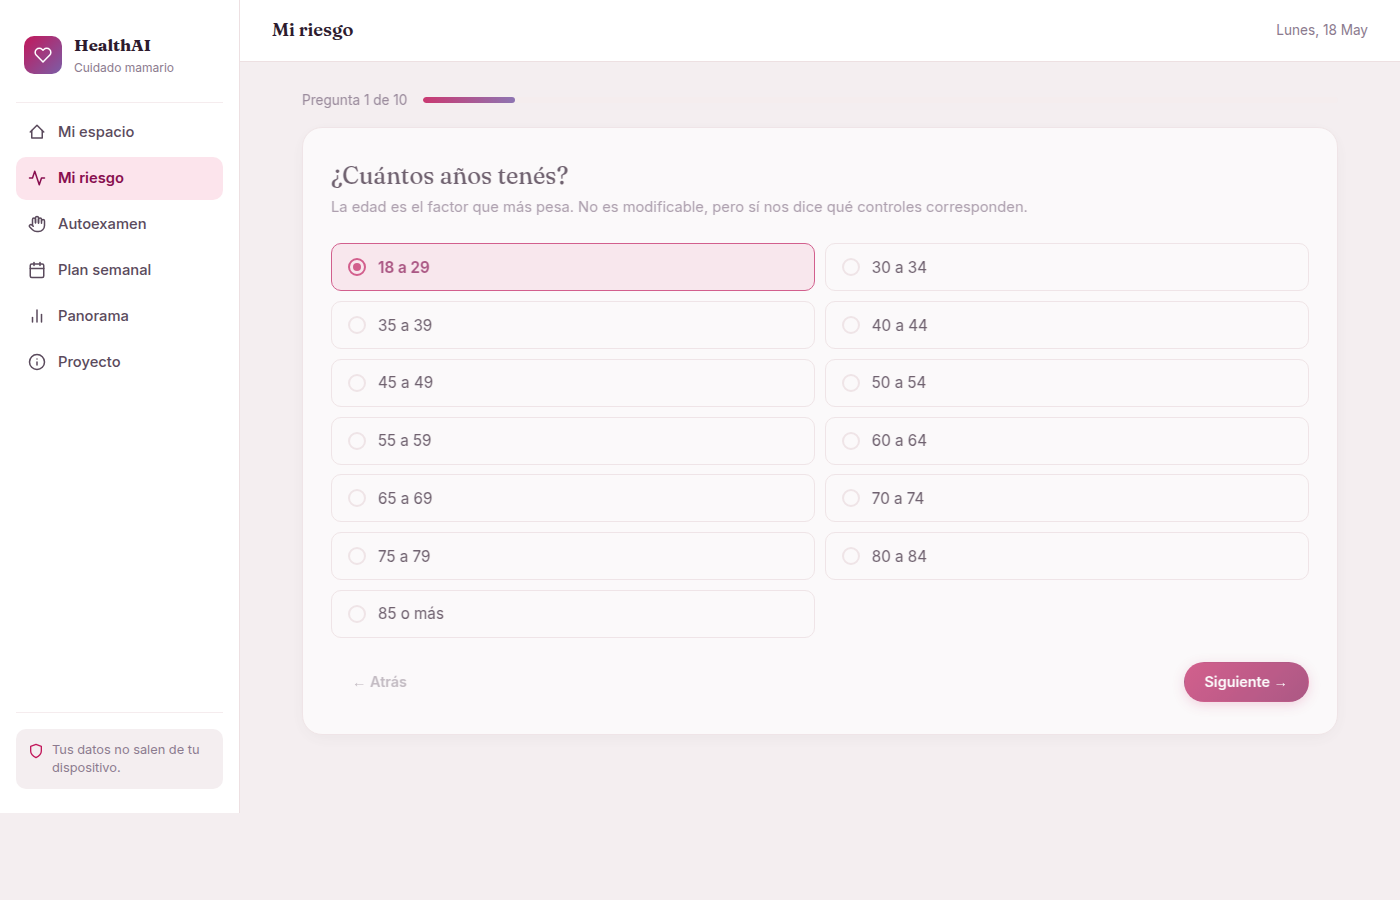 HealthAI
Cuidado mamario
Mi espacio
Mi riesgo
Autoexamen
Plan semanal
Panorama
Proyecto
Tus datos no salen de tu
dispositivo.
Mi riesgo
Lunes, 18 May
Pregunta 1 de 10
¿Cuántos años tenés?
La edad es el factor que más pesa. No es modificable, pero sí nos dice qué controles corresponden.
18 a 29
30 a 34
35 a 39
40 a 44
45 a 49
50 a 54
55 a 59
60 a 64
65 a 69
70 a 74
75 a 79
80 a 84
85 o más
← Atrás
Siguiente →